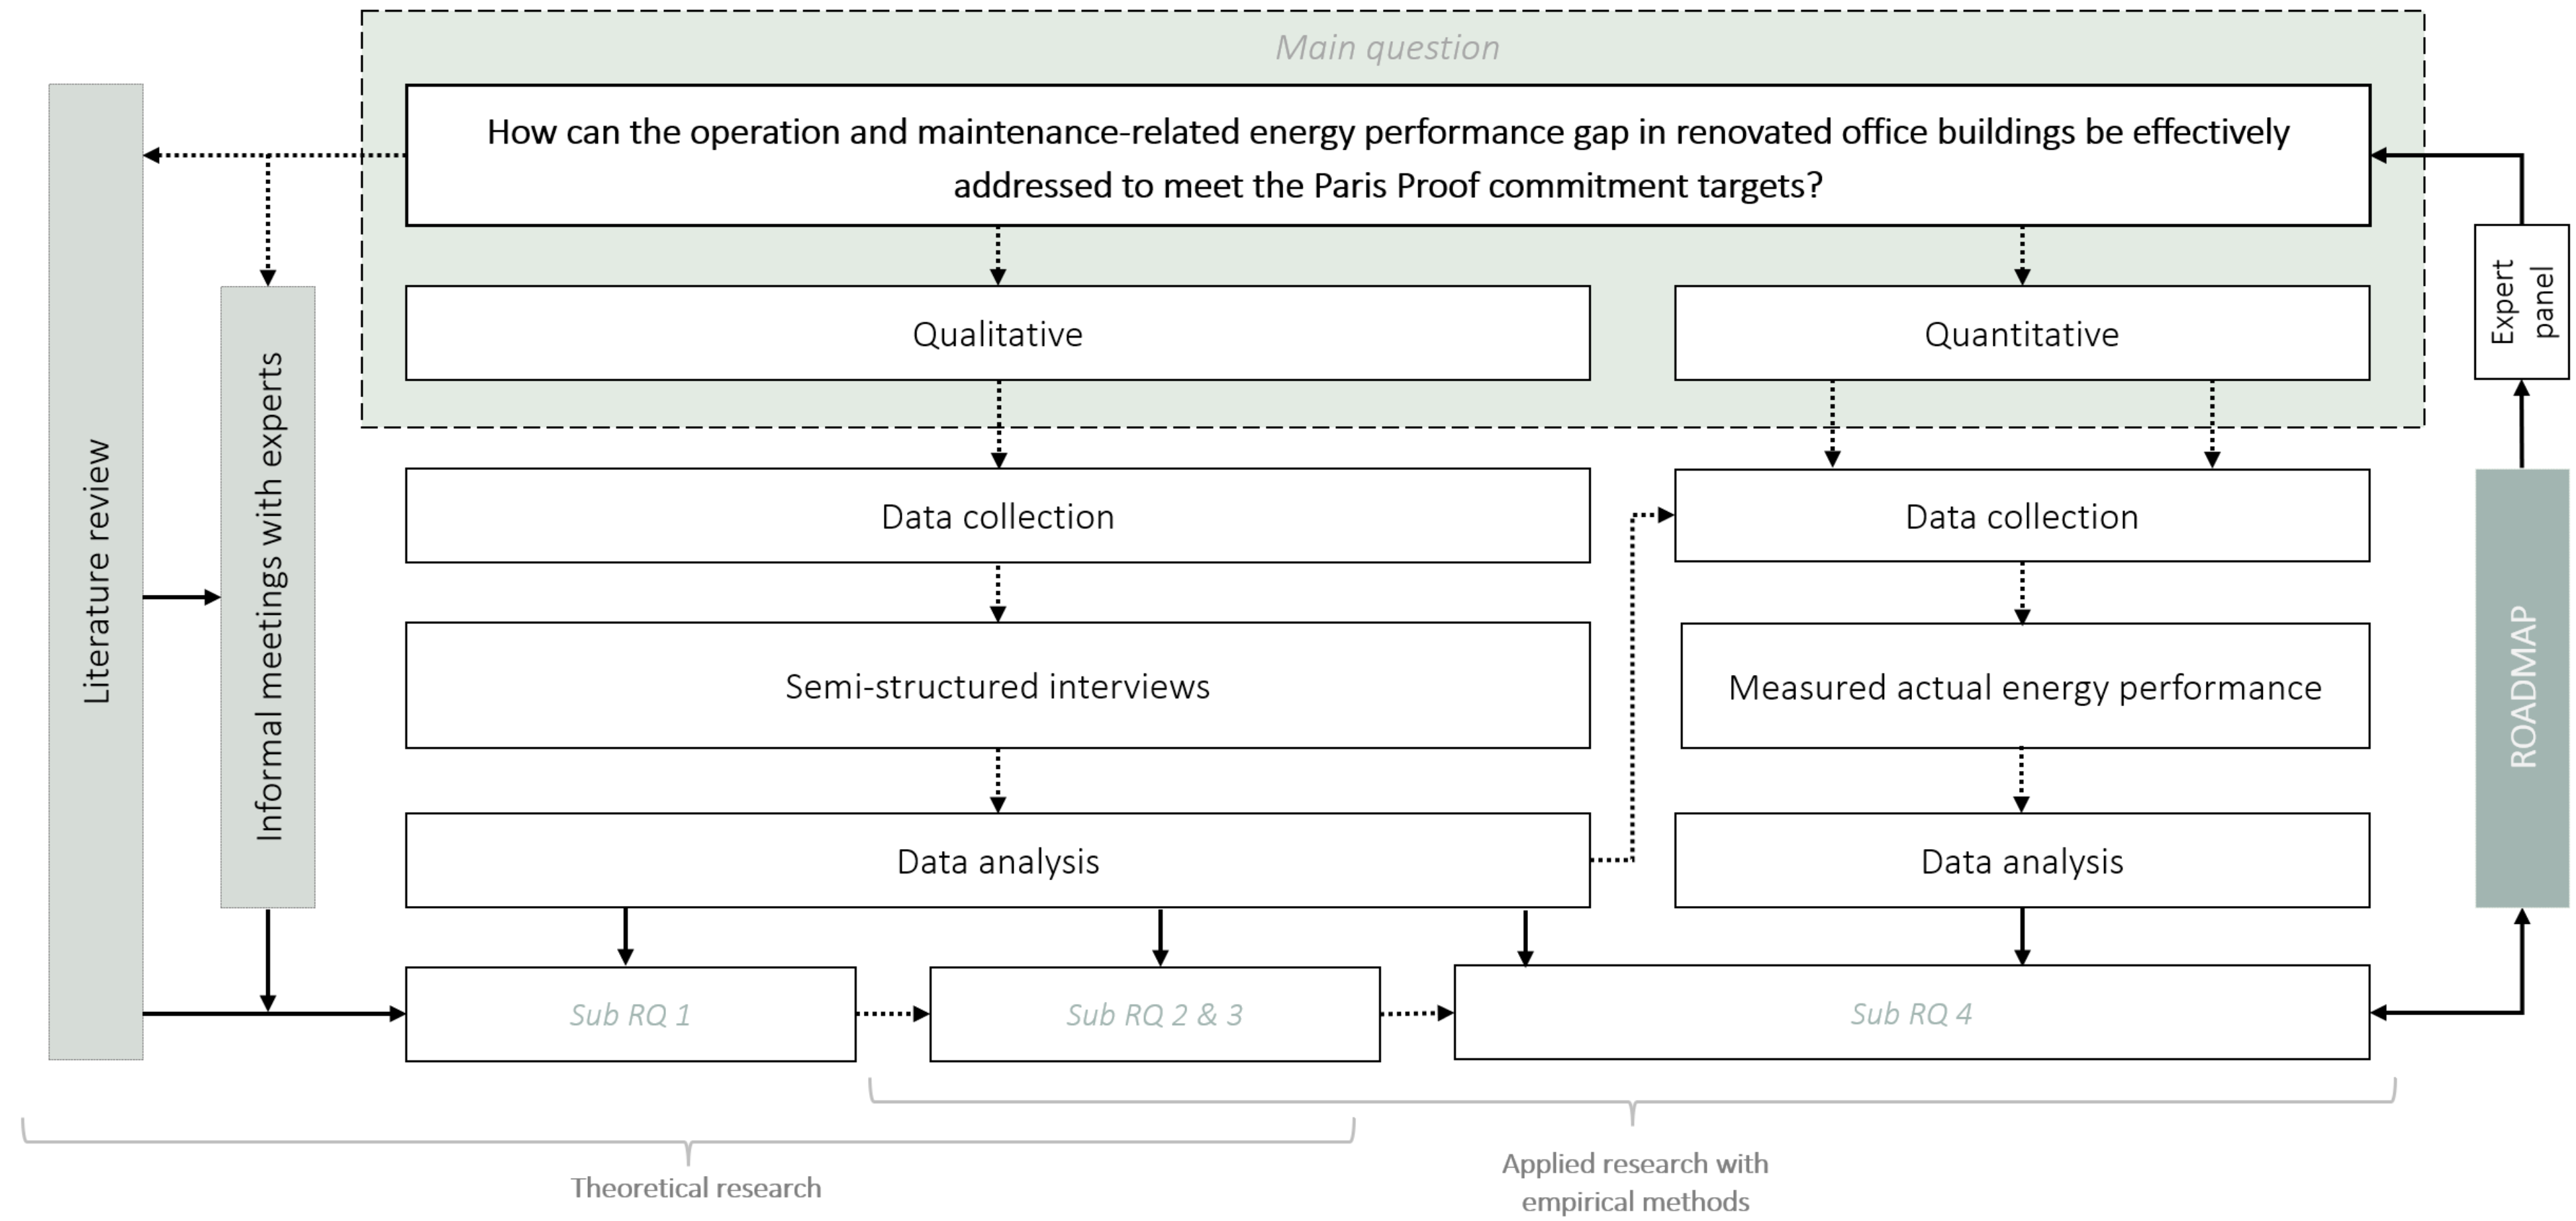 Main question
How can the operation and maintenance-related energy performance gap in renovated office buildings be effectively
addressed to meet the Paris Proof commitment targets?
Literature review
Informal meetings with experts
Qualitative
Quantitative
Expert
panel
Data collection
Data collection
Semi-structured interviews
Measured actual energy performance
ROADMAP
Data analysis
Data analysis
Sub RQ 1
Sub RQ 2 & 3
Sub RQ 4
Theoretical research
Applied research with
empirical methods